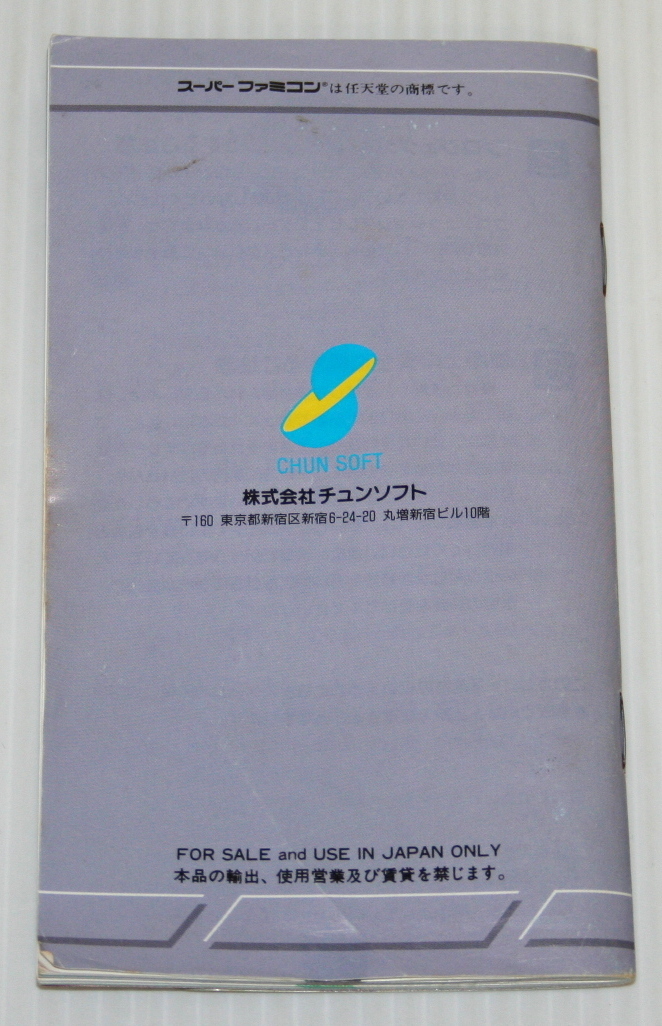 スーパーファミコン®は任天堂の商標です。
CHUN SOFT
株式会社チュンソフト
〒160 東京都新宿区新宿6-24-20 丸増新宿ビル10階
FOR SALE and USE IN JAPAN ONLY
本品の輸出、使用営業及び賃貸を禁じます。